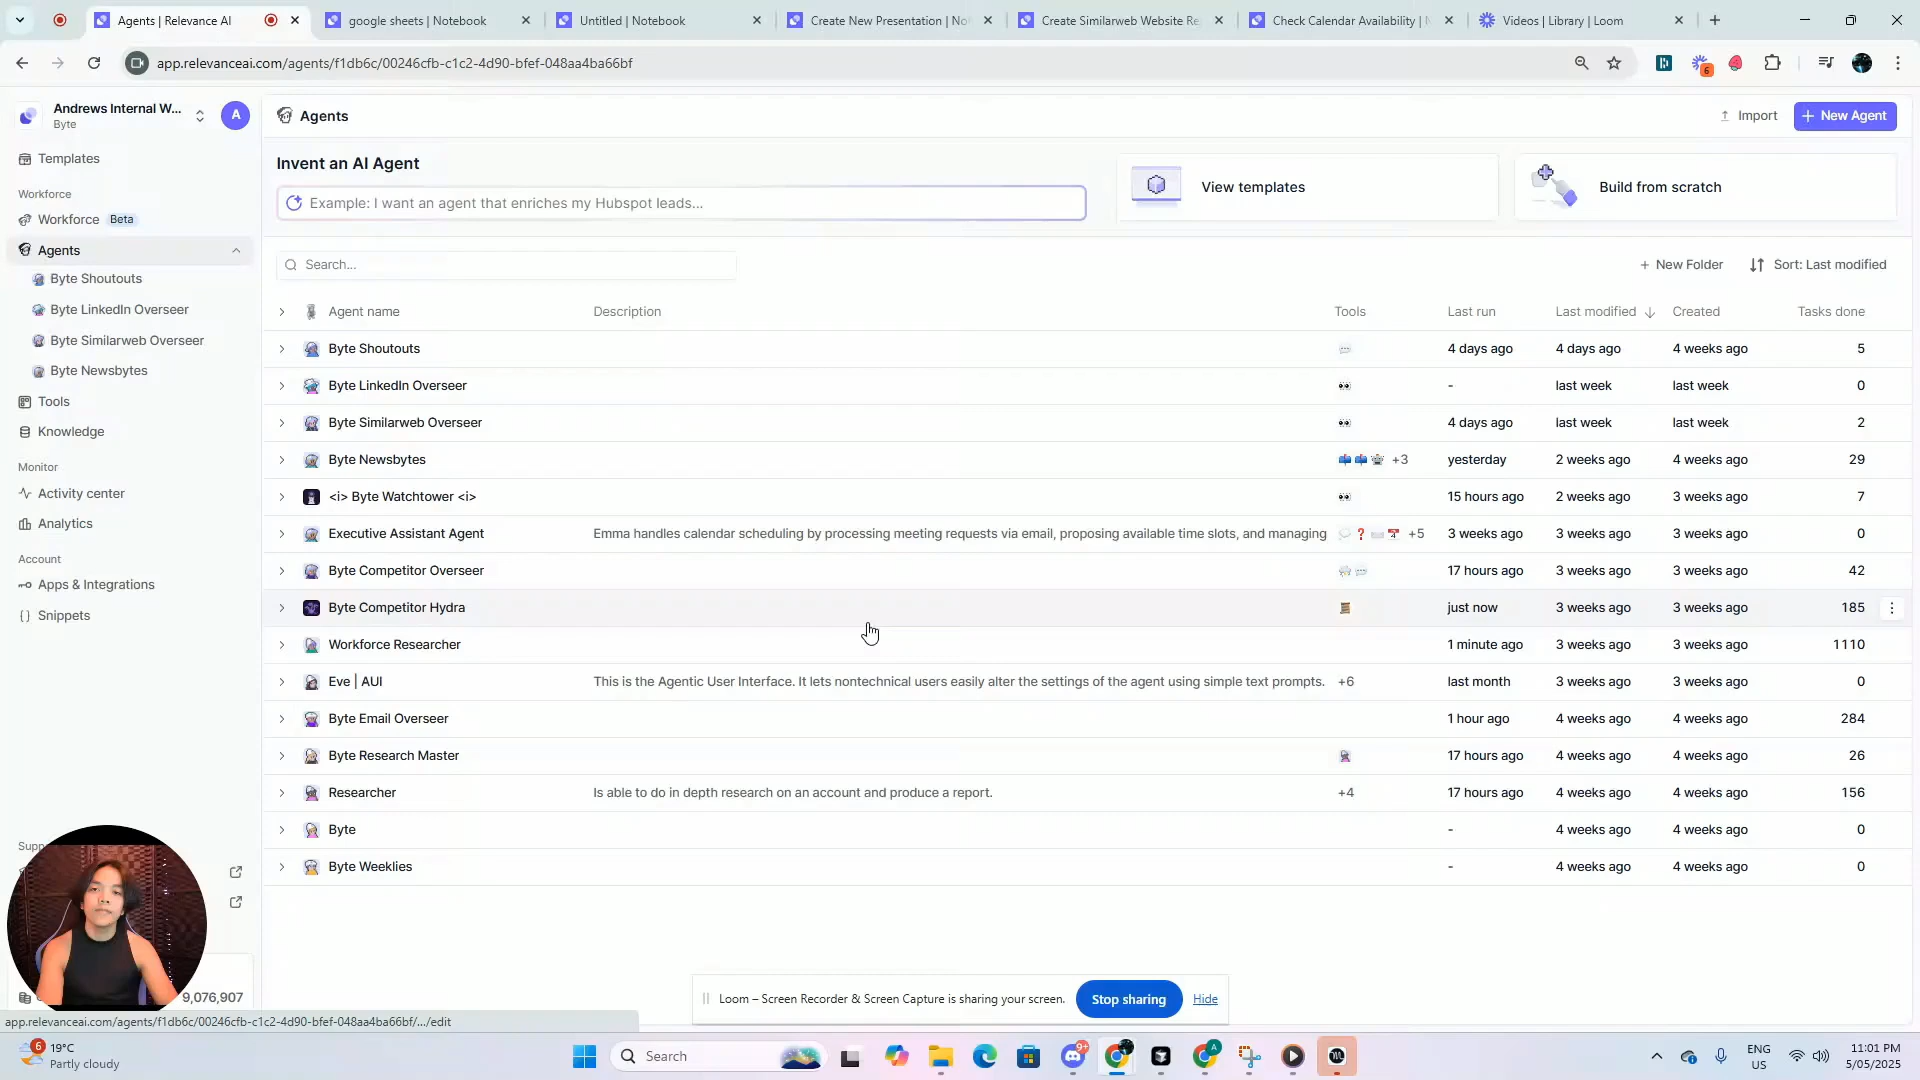 Agents | Relevance AI
google sheets | Notebook
Untitled | Notebook
Create New Presentation | No
Create Similarweb Website Re
Check Calendar Availability |
Videos | Library | Loom
app.relevanceai.com/agents/f1db6c/00246cfb-c1c2-4d90-bfef-048aa4ba66bf
6
Andrews Internal W...
Byte
A
Templates
Workforce
Workforce Beta
Agents
Byte Shoutouts
Byte LinkedIn Overseer
Byte Similarweb Overseer
Byte Newsbytes
Tools
Knowledge
Monitor
Activity center
Analytics
Account
Apps & Integrations
Snippets
Supp
9,076,907
Agents
Import
+ New Agent
Invent an AI Agent
Example: I want an agent that enriches my Hubspot leads...
View templates
Build from scratch
Search...
+ New Folder
Sort: Last modified
Agent name Description Tools Last run Last modified Created Tasks done
Byte Shoutouts 4 days ago 4 days ago 4 weeks ago 5
Byte LinkedIn Overseer - last week last week 0
Byte Similarweb Overseer 4 days ago last week last week 2
Byte Newsbytes +3 yesterday 2 weeks ago 4 weeks ago 29
<i> Byte Watchtower <i> 15 hours ago 2 weeks ago 3 weeks ago 7
Executive Assistant Agent Emma handles calendar scheduling by processing meeting requests via email, proposing available time slots, and managing +5 3 weeks ago 3 weeks ago 3 weeks ago 0
Byte Competitor Overseer 17 hours ago 3 weeks ago 3 weeks ago 42
Byte Competitor Hydra just now 3 weeks ago 3 weeks ago 185
Workforce Researcher 1 minute ago 3 weeks ago 3 weeks ago 1110
Eve | AUI This is the Agentic User Interface. It lets nontechnical users easily alter the settings of the agent using simple text prompts. +6 last month 3 weeks ago 3 weeks ago 0
Byte Email Overseer 1 hour ago 4 weeks ago 4 weeks ago 284
Byte Research Master 17 hours ago 4 weeks ago 4 weeks ago 26
Researcher Is able to do in depth research on an account and produce a report. +4 17 hours ago 4 weeks ago 4 weeks ago 156
Byte - 4 weeks ago 4 weeks ago 0
Byte Weeklies - 4 weeks ago 4 weeks ago 0
Loom – Screen Recorder & Screen Capture is sharing your screen. Stop sharing Hide
app.relevanceai.com/agents/f1db6c/00246cfb-c1c2-4d90-bfef-048aa4ba66bf/.../edit
6
19°C
Partly cloudy
Search
9+
A
ENG
US
11:01 PM
5/05/2025